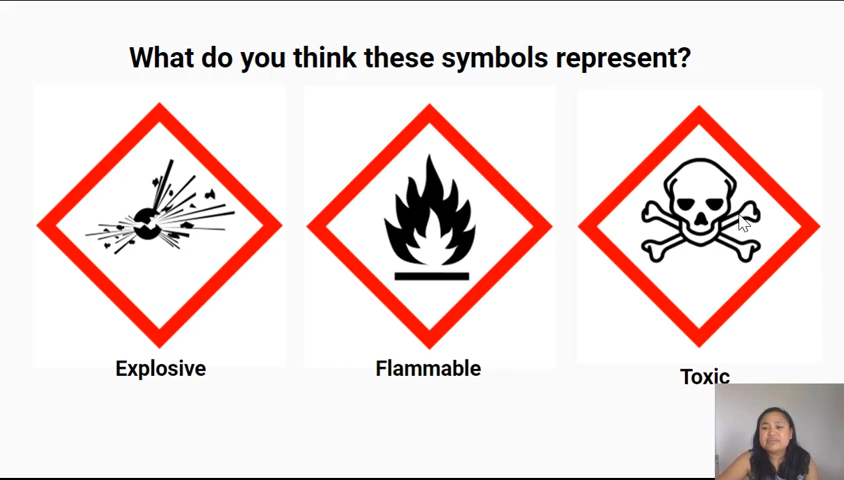 What do you think these symbols represent?
Explosive
Flammable
Toxic